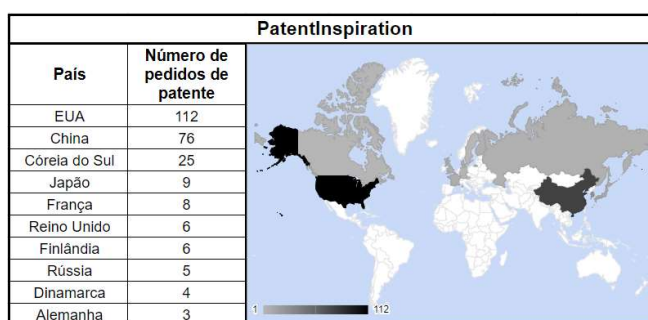 PatentInspiration
País
Número de
pedidos de
patente
EUA 112
China 76
Córeia do Sul 25
Japão 9
França 8
Reino Unido 6
Finlândia 6
Rússia 5
Dinamarca 4
Alemanha 3
1 112